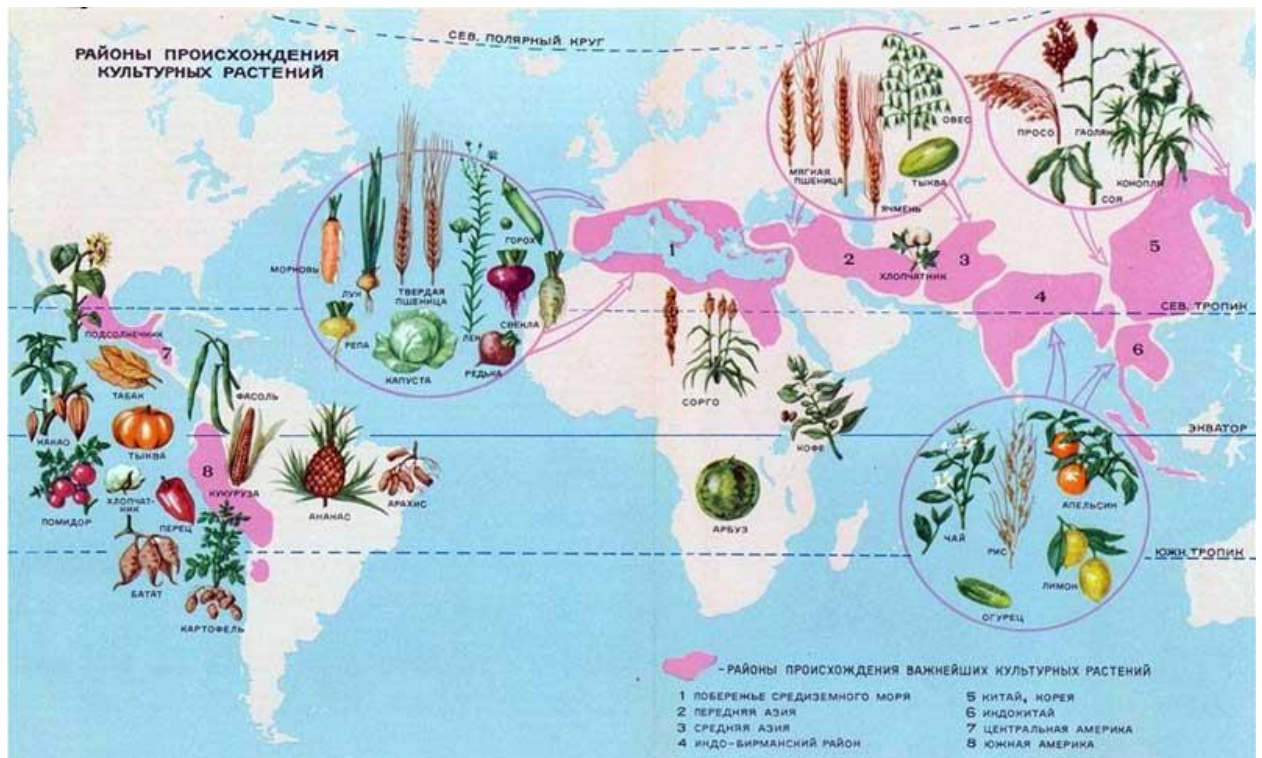 СЕВ. ПОЛЯРНЫЙ КРУГ
РАЙОНЫ ПРОИСХОЖДЕНИЯ
КУЛЬТУРНЫХ РАСТЕНИЙ
МОРКОВЬ
ЛУК
ТВЕРДАЯ
ПШЕНИЦА
ГОРОХ
СВЕКЛА
РЕПА
КАПУСТА
ЛЕН
РЕДЬКА
МЯГКАЯ
ПШЕНИЦА
ЯЧМЕНЬ
ОВЕС
ТЫКВА
ПРОСО
ГАОЛЯН
СОЯ
КОНОПЛЯ
1
2
ХЛОПЧАТНИК
3
4
5
6
СЕВ. ТРОПИК
ПОДСОЛНЕЧНИК
7
ТАБАК
ФАСОЛЬ
КАКАО
ТЫКВА
8
КУКУРУЗА
ПОМИДОР
ХЛОПЧАТ-
НИК
ПЕРЕЦ
АНАНАС
АРАХИС
БАТАТ
КАРТОФЕЛЬ
СОРГО
КОФЕ
АРБУЗ
ЭКВАТОР
ЧАЙ
РИС
АПЕЛЬСИН
ЛИМОН
ОГУРЕЦ
ЮЖН. ТРОПИК
-РАЙОНЫ ПРОИСХОЖДЕНИЯ ВАЖНЕЙШИХ КУЛЬТУРНЫХ РАСТЕНИЙ
1 ПОБЕРЕЖЬЕ СРЕДИЗЕМНОГО МОРЯ
2 ПЕРЕДНЯЯ АЗИЯ
3 СРЕДНЯЯ АЗИЯ
4 ИНДО-БИРМАНСКИЙ РАЙОН
5 КИТАЙ, КОРЕЯ
6 ИНДОКИТАЙ
7 ЦЕНТРАЛЬНАЯ АМЕРИКА
8 ЮЖНАЯ АМЕРИКА